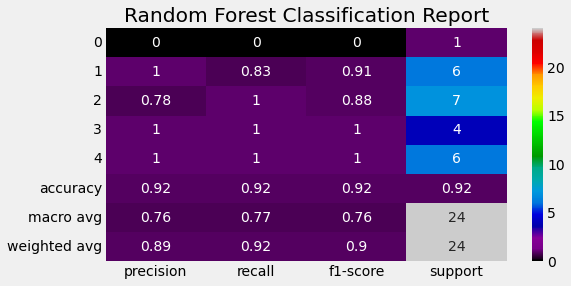 Random Forest Classification Report
0 0 0 0 1
1 1 0.83 0.91 6
2 0.78 1 0.88 7
3 1 1 1 4
4 1 1 1 6
accuracy 0.92 0.92 0.92 0.92
macro avg 0.76 0.77 0.76 24
weighted avg 0.89 0.92 0.9 24
precision recall f1-score support
20
15
10
5
0